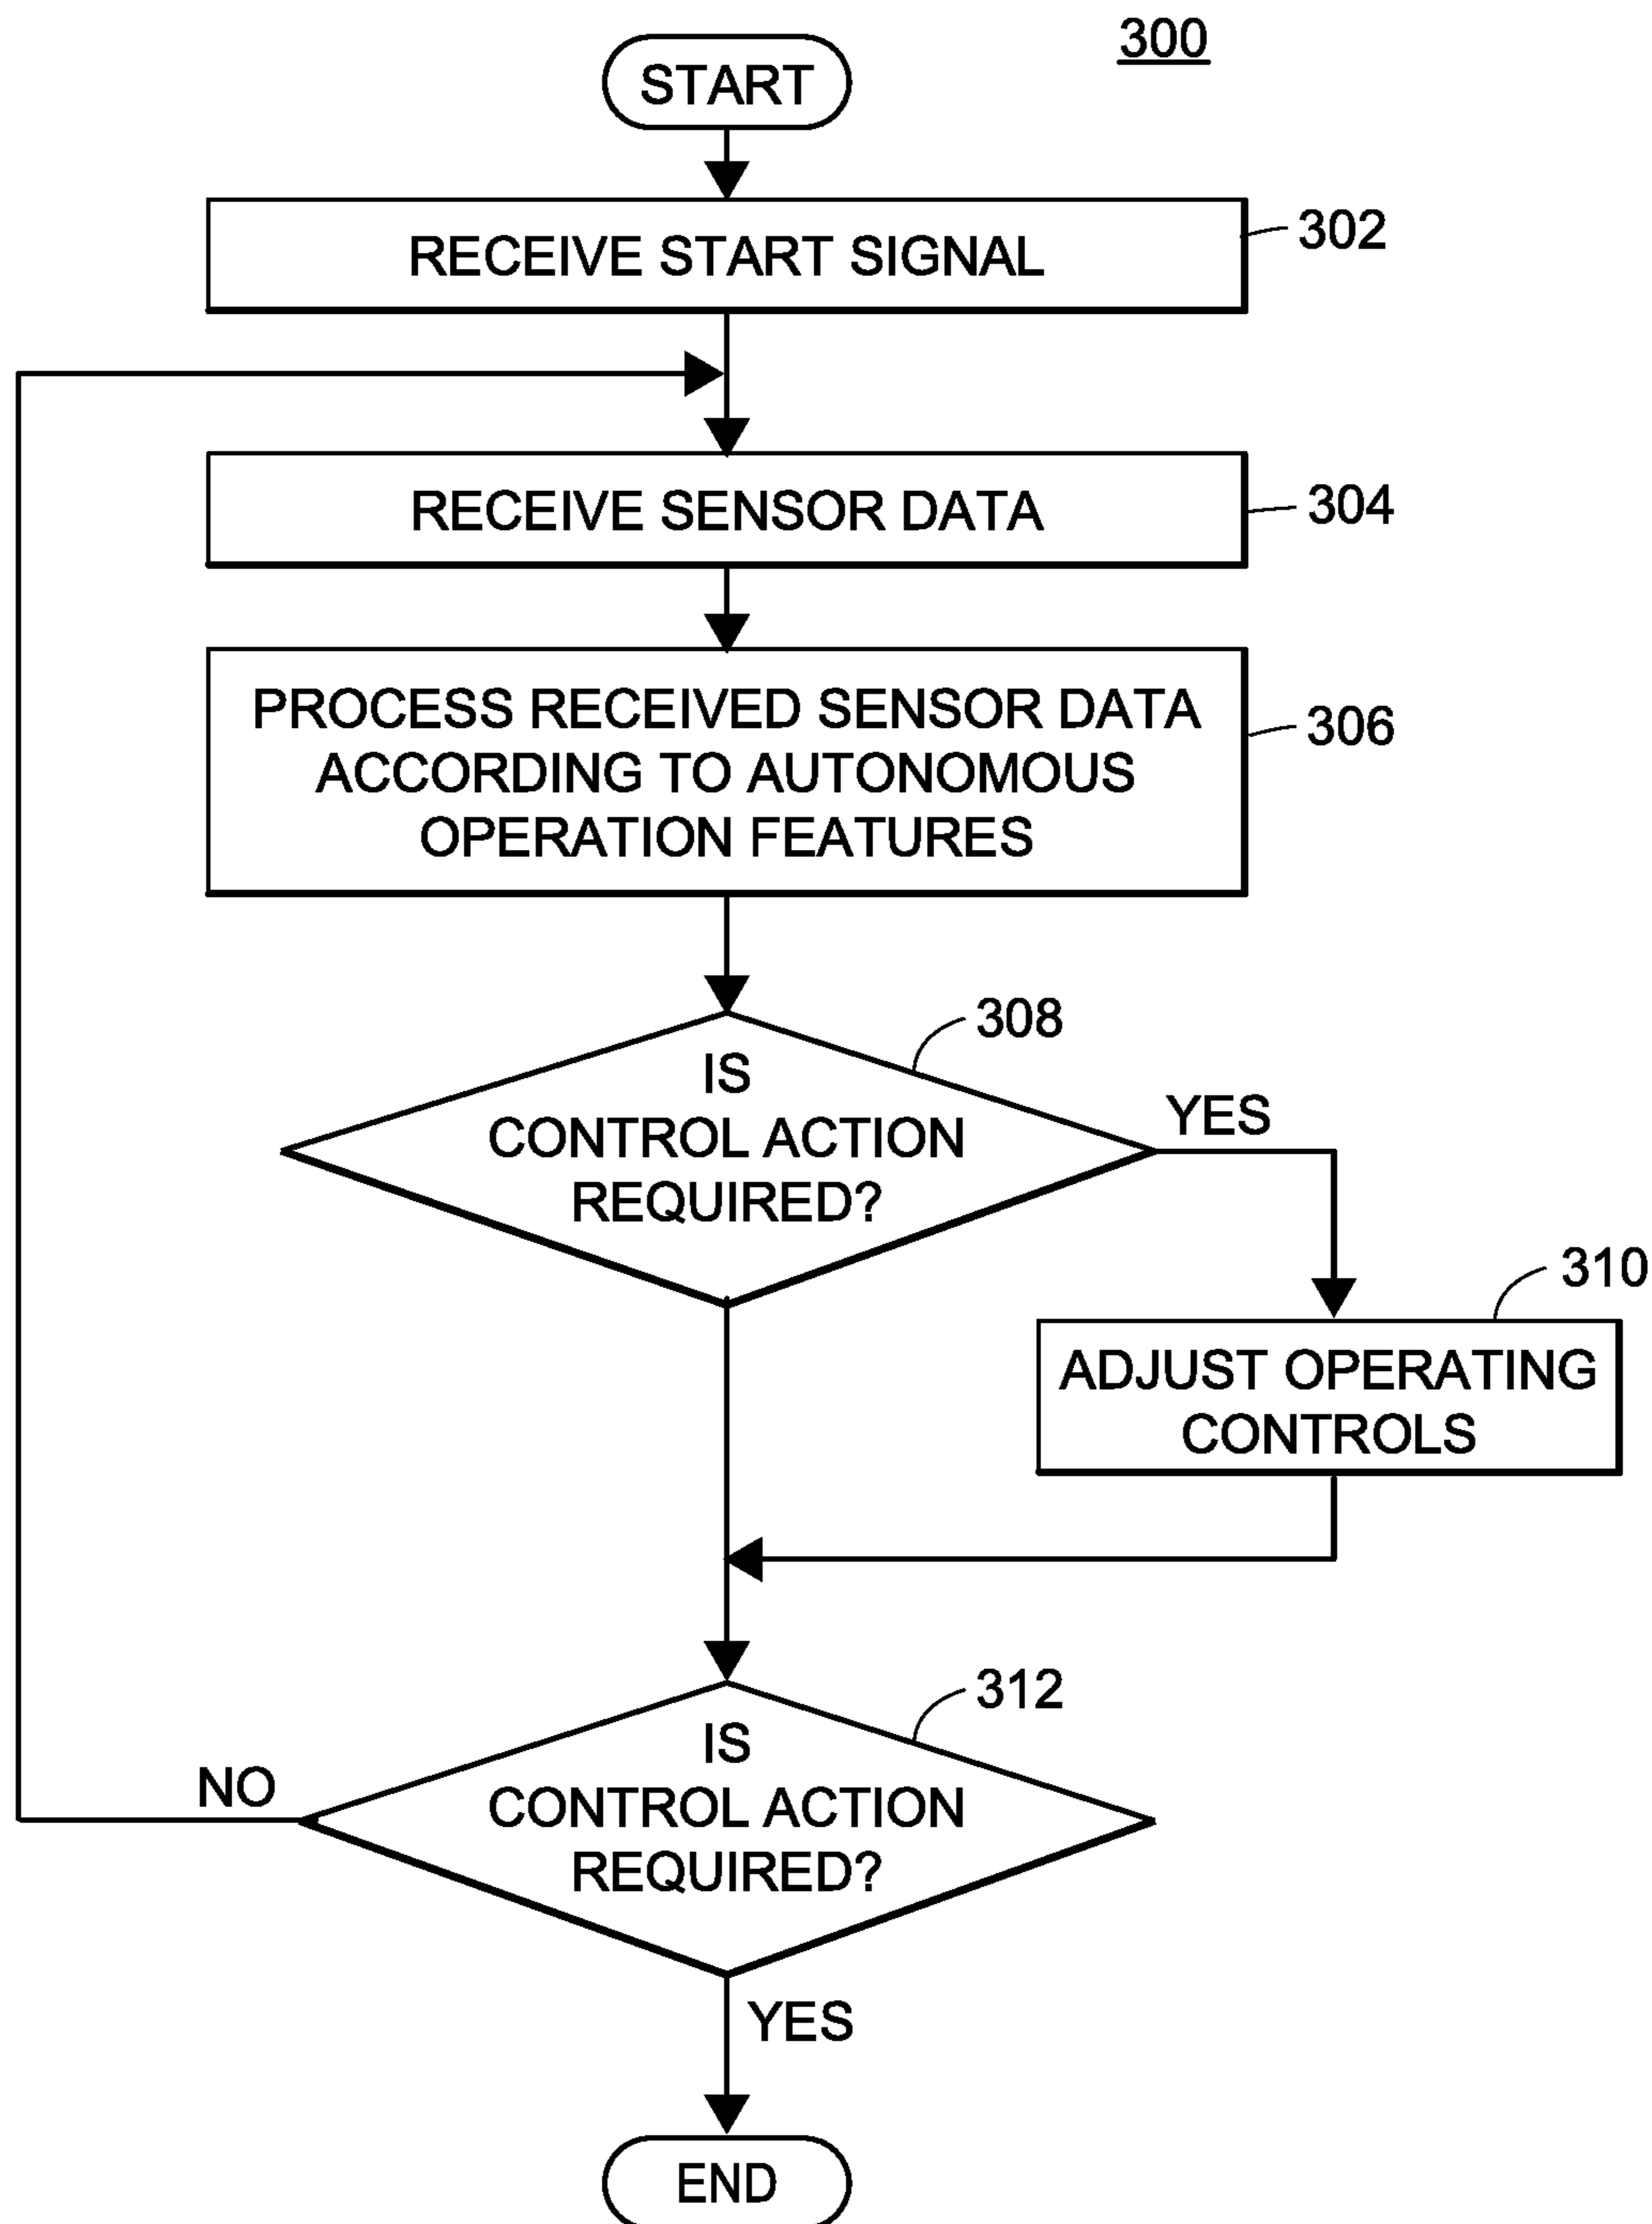 300
START
RECEIVE START SIGNAL
302
RECEIVE SENSOR DATA
304
PROCESS RECEIVED SENSOR DATA
ACCORDING TO AUTONOMOUS
OPERATION FEATURES
306
308
IS
CONTROL ACTION
REQUIRED?
YES
310
ADJUST OPERATING
CONTROLS
312
IS
CONTROL ACTION
REQUIRED?
NO
YES
END